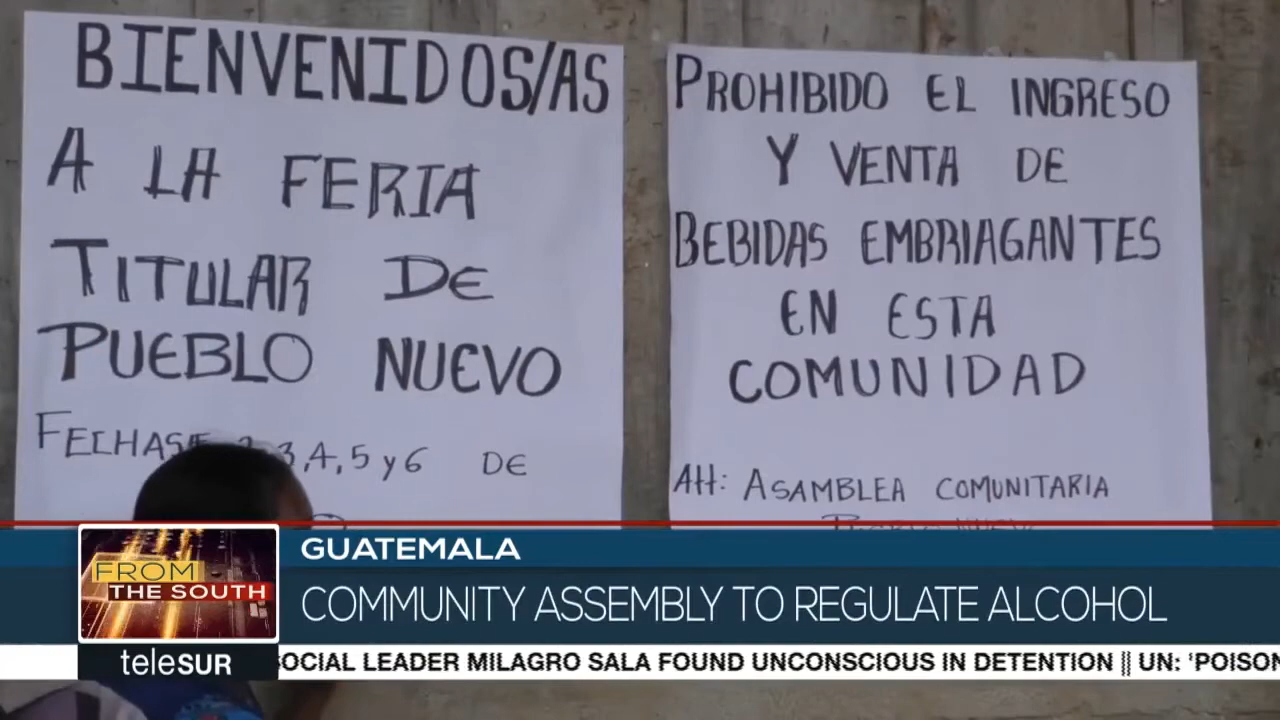 BIENVENIDOS/AS
A LA FERIA
TITULAR DE
PUEBLO NUEVO
FECHAS 3,4,5 y 6 DE
PROHIBIDO EL INGRESO
Y VENTA DE
BEBIDAS EMBRIAGANTES
EN ESTA
COMUNIDAD
Att: ASAMBLEA COMUNITARIA
GUATEMALA
FROM
THE SOUTH
COMMUNITY ASSEMBLY TO REGULATE ALCOHOL
teleSUR
SOCIAL LEADER MILAGRO SALA FOUND UNCONSCIOUS IN DETENTION || UN: 'POISON